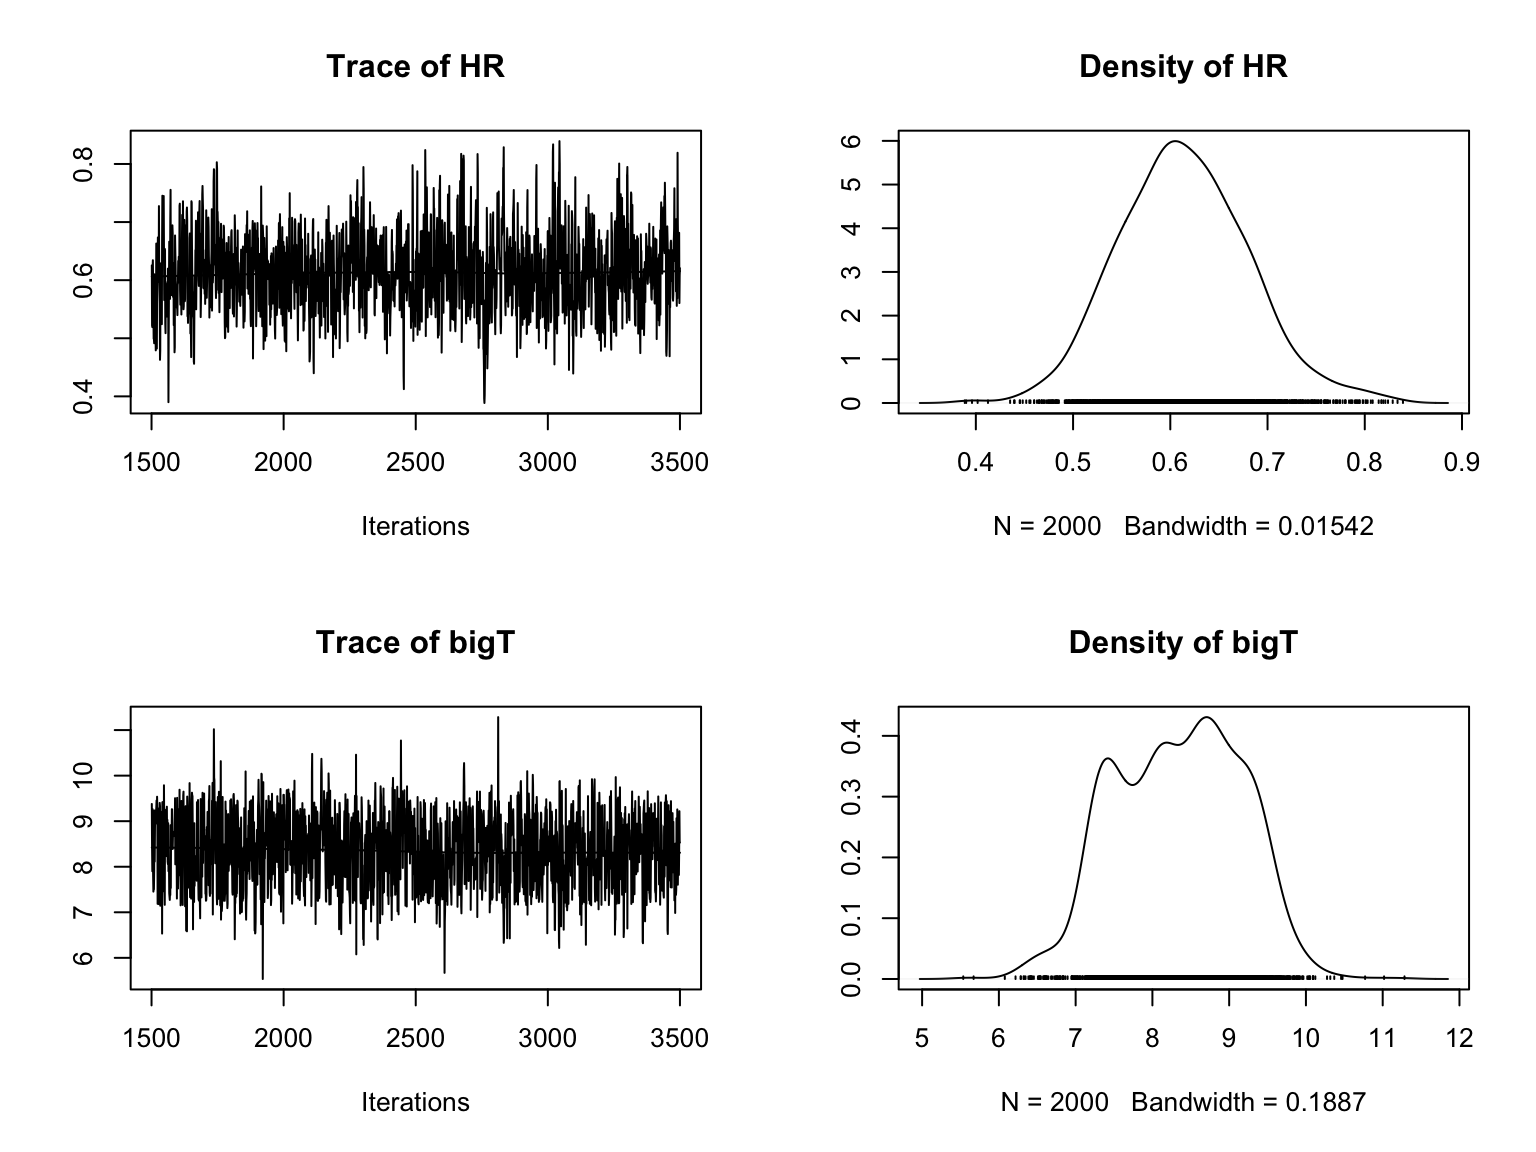 Trace of HR
0.8
0.6
0.4
1500 2000 2500 3000 3500
Iterations
Density of HR
6
5
4
3
2
1
0
0.4 0.5 0.6 0.7 0.8 0.9
N = 2000 Bandwidth = 0.01542
Trace of bigT
10
9
8
7
6
1500 2000 2500 3000 3500
Iterations
Density of bigT
0.4
0.3
0.2
0.1
0.0
5 6 7 8 9 10 11 12
N = 2000 Bandwidth = 0.1887